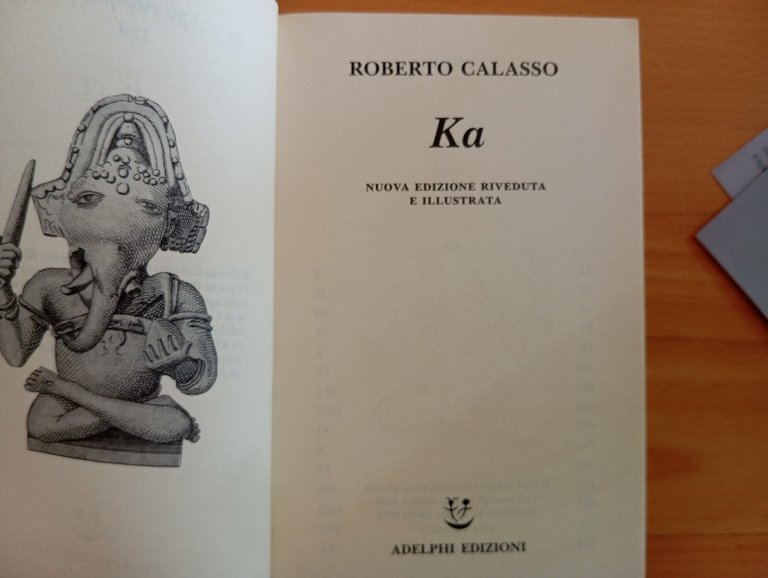 ROBERTO CALASSO
Ka
NUOVA EDIZIONE RIVEDUTA
E ILLUSTRATA
ADELPHI EDIZIONI